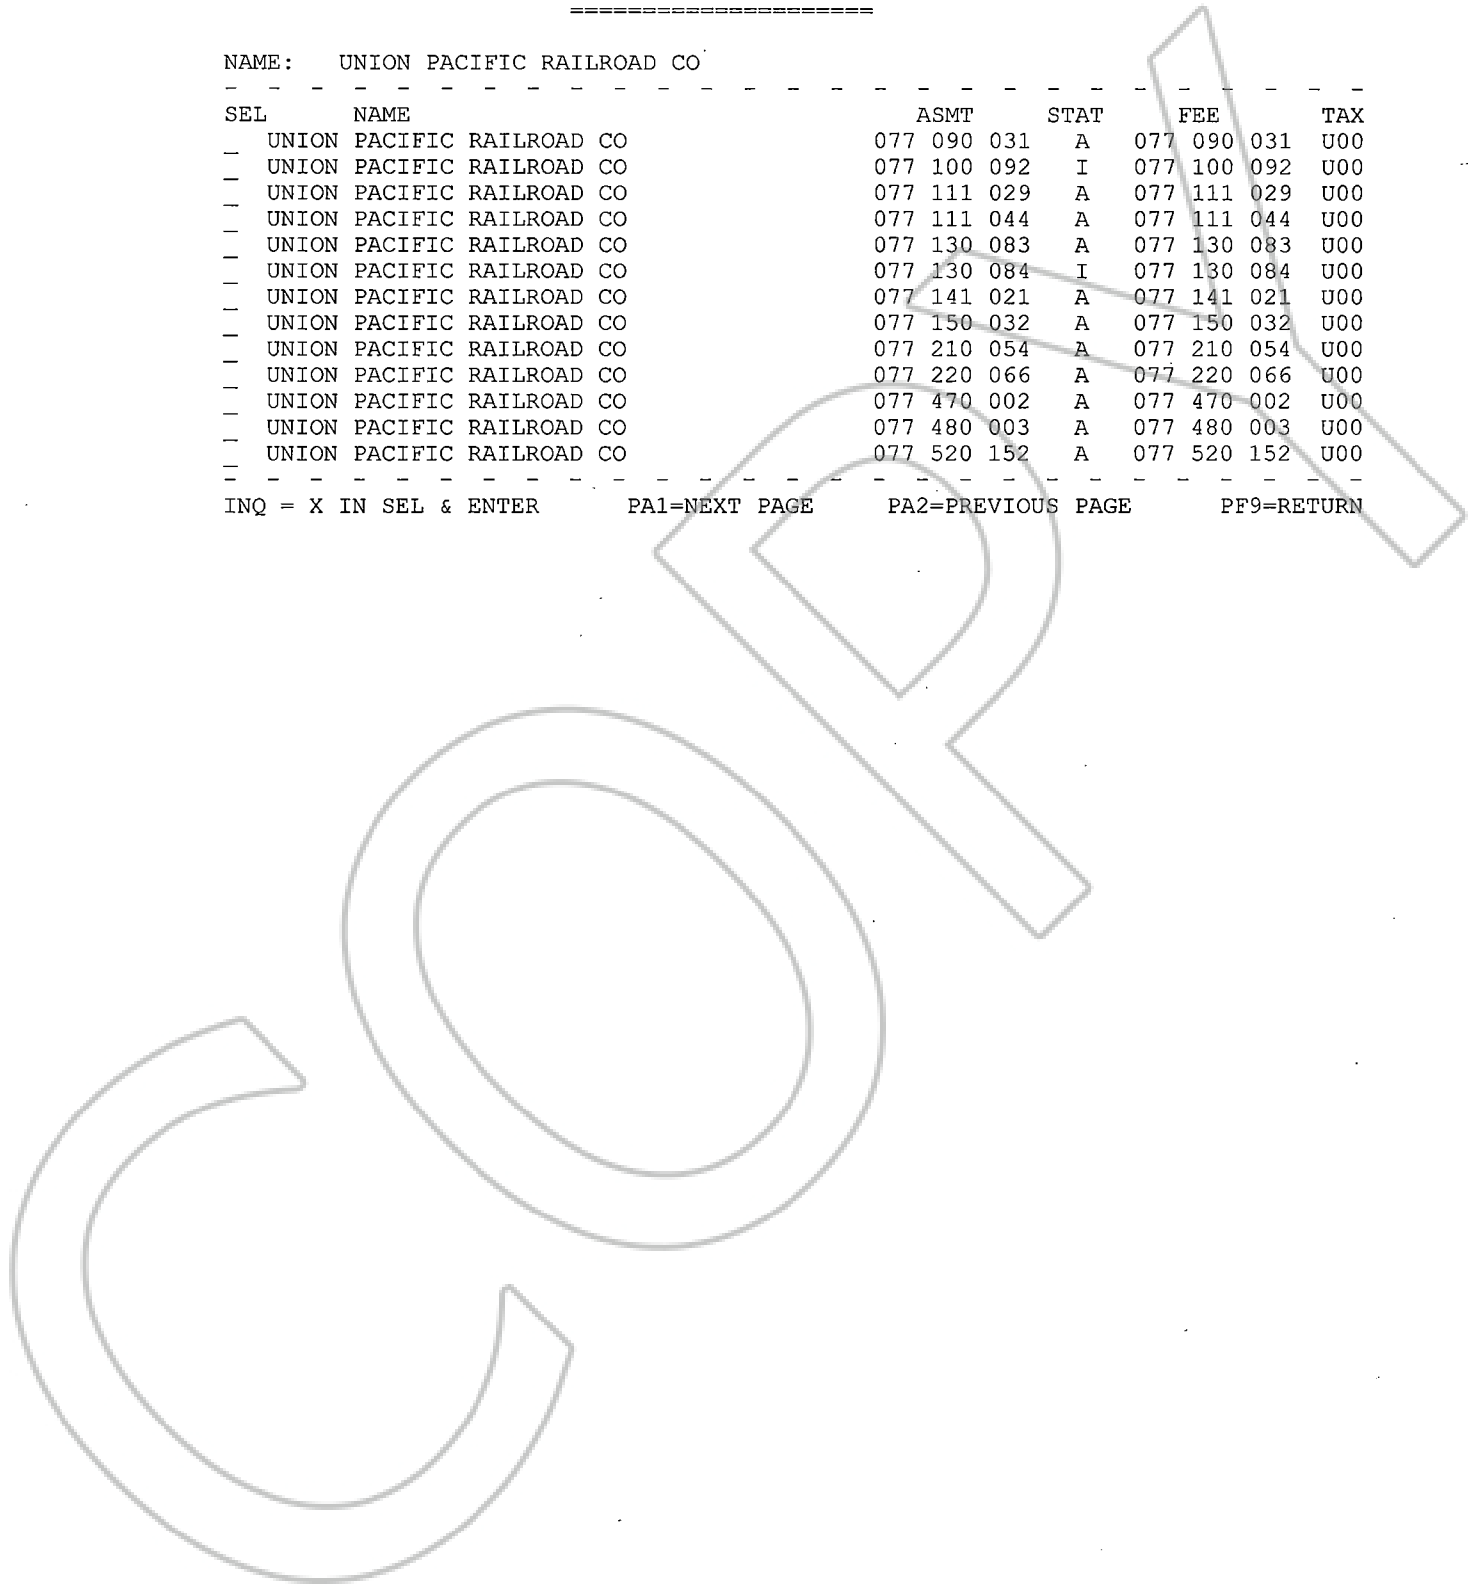 =====================
NAME: UNION PACIFIC RAILROAD CO
- - - - - - - - - - - - - - - - - - - - - - - - - - -
SEL NAME ASMT STAT FEE TAX
_ UNION PACIFIC RAILROAD CO 077 090 031 A 077 090 031 U00
_ UNION PACIFIC RAILROAD CO 077 100 092 I 077 100 092 U00
_ UNION PACIFIC RAILROAD CO 077 111 029 A 077 111 029 U00
_ UNION PACIFIC RAILROAD CO 077 111 044 A 077 111 044 U00
_ UNION PACIFIC RAILROAD CO 077 130 083 A 077 130 083 U00
_ UNION PACIFIC RAILROAD CO 077 130 084 I 077 130 084 U00
_ UNION PACIFIC RAILROAD CO 077 141 021 A 077 141 021 U00
_ UNION PACIFIC RAILROAD CO 077 150 032 A 077 150 032 U00
_ UNION PACIFIC RAILROAD CO 077 210 054 A 077 210 054 U00
_ UNION PACIFIC RAILROAD CO 077 220 066 A 077 220 066 U00
_ UNION PACIFIC RAILROAD CO 077 470 002 A 077 470 002 U00
_ UNION PACIFIC RAILROAD CO 077 480 003 A 077 480 003 U00
_ UNION PACIFIC RAILROAD CO 077 520 152 A 077 520 152 U00
- - - - - - - - - - - - - - - - - - - - - - - - - - -
INQ = X IN SEL & ENTER PA1=NEXT PAGE PA2=PREVIOUS PAGE PF9=RETURN
COPY